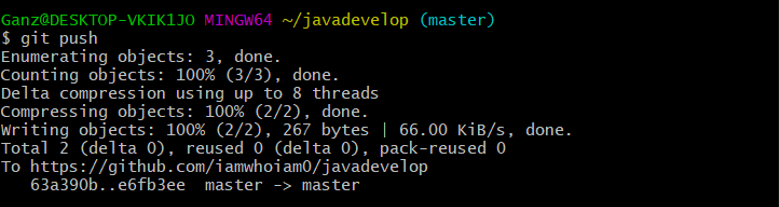 Ganz@DESKTOP-VKIK1JO MINGW64 ~/javadevelop (master)
$ git push
Enumerating objects: 3, done.
Counting objects: 100% (3/3), done.
Delta compression using up to 8 threads
Compressing objects: 100% (2/2), done.
Writing objects: 100% (2/2), 267 bytes | 66.00 KiB/s, done.
Total 2 (delta 0), reused 0 (delta 0), pack-reused 0
To https://github.com/iamwhoiam0/javadevelop
   63a390b..e6fb3ee  master -> master